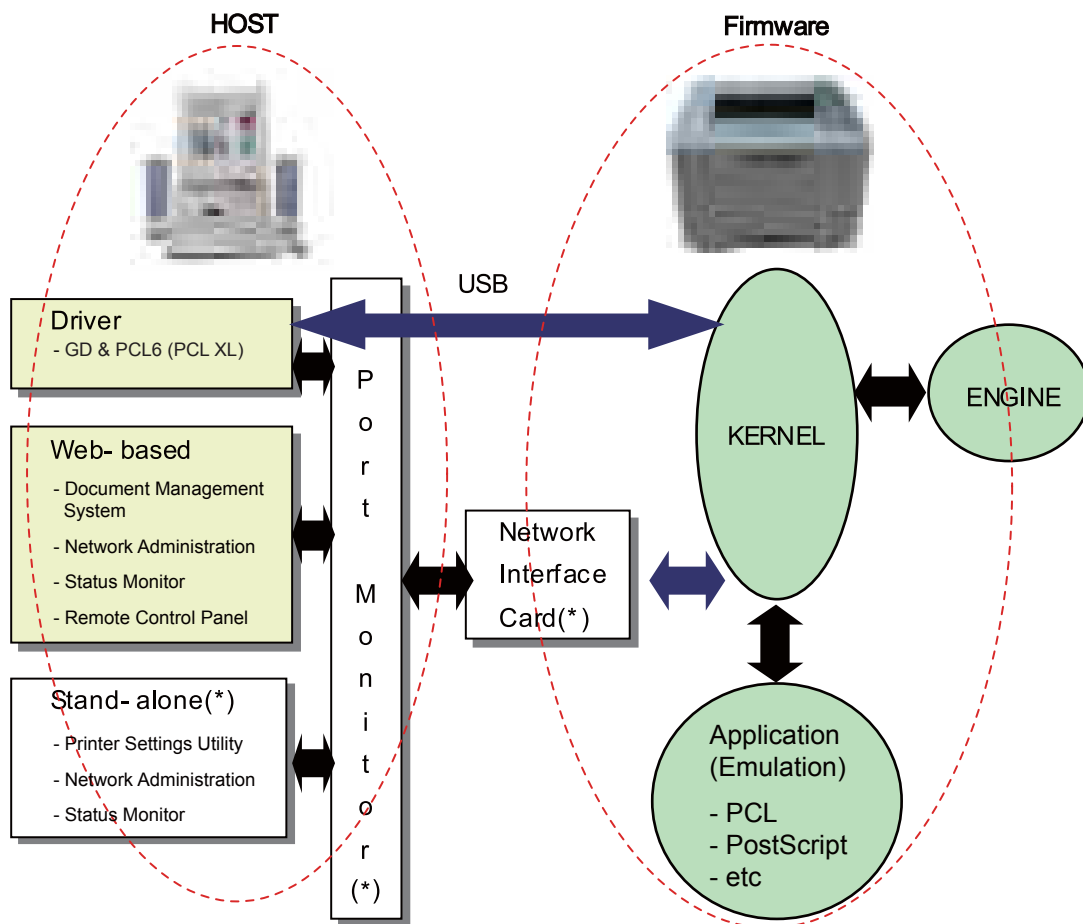 HOST
Firmware
USB
Driver
- GD & PCL6 (PCL XL)
Web- based
- Document Management
System
- Network Administration
- Status Monitor
- Remote Control Panel
Stand- alone(*)
- Printer Settings Utility
- Network Administration
- Status Monitor
Port Monitor(*)
Network
Interface
Card(*)
KERNEL
ENGINE
Application
(Emulation)
- PCL
- PostScript
- etc